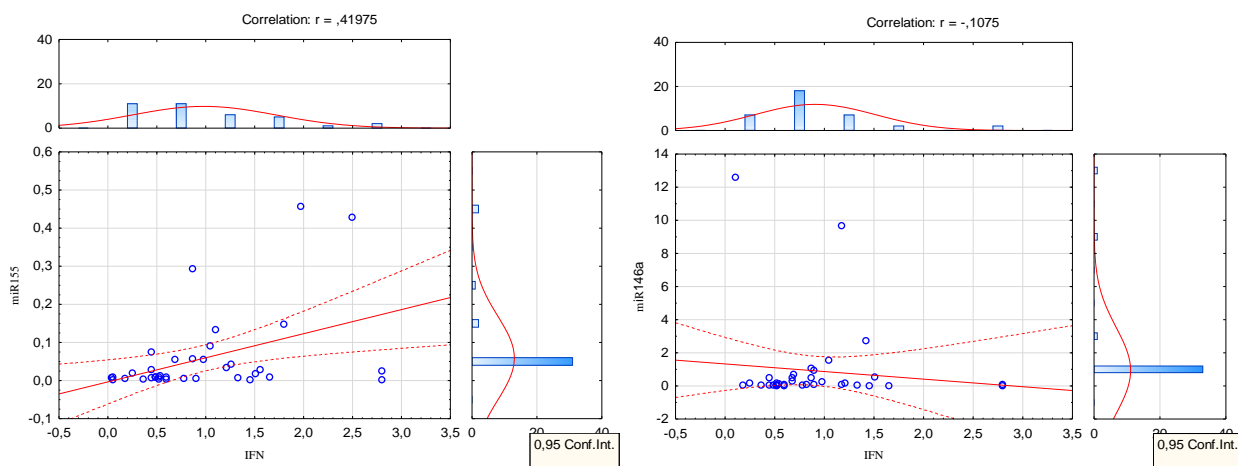 Correlation: r = ,41975
40
20
0
0,6
0,5
0,4
0,3
0,2
0,1
0,0
-0,1
miR155
-0,5 0,0 0,5 1,0 1,5 2,0 2,5 3,0 3,5
IFN
0 20 40
0,95 Conf.Int.
Correlation: r = -,1075
40
20
0
14
12
10
8
6
4
2
0
-2
miR146a
-0,5 0,0 0,5 1,0 1,5 2,0 2,5 3,0 3,5
IFN
0 20 40
0,95 Conf.Int.